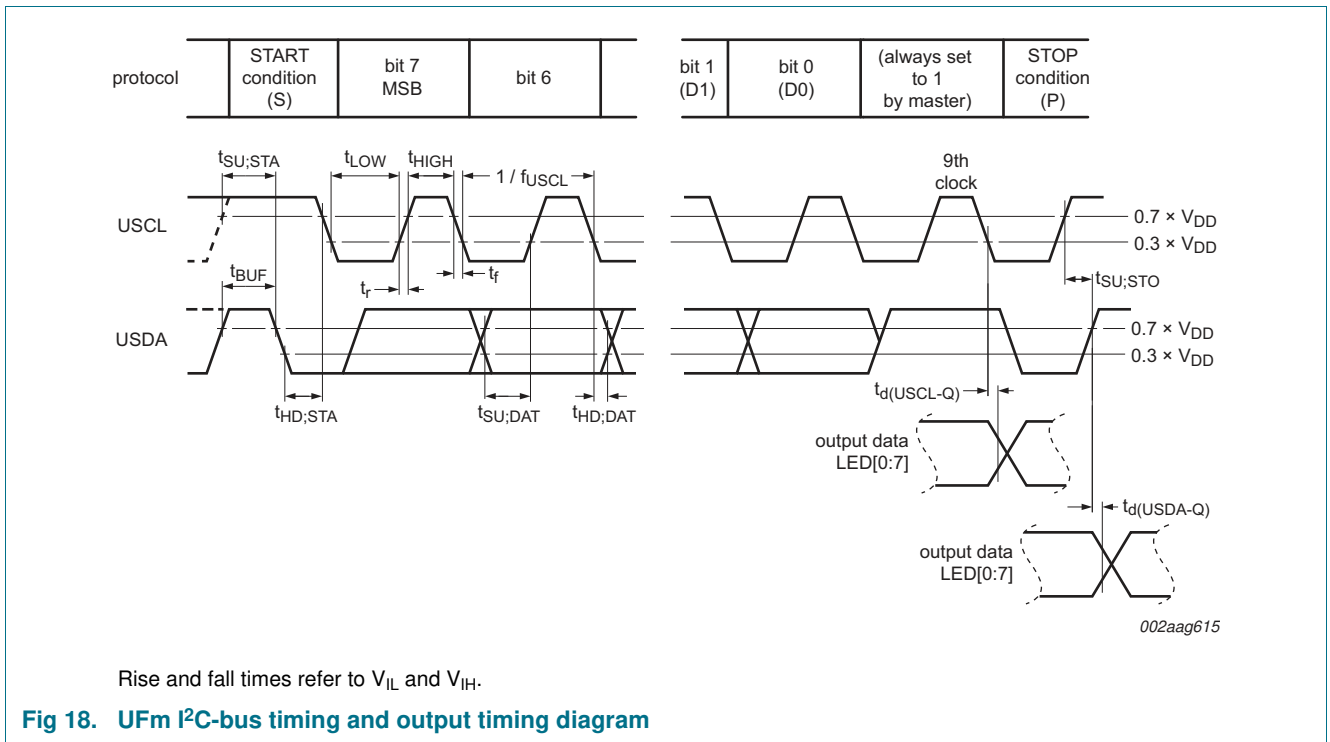 protocol
START
condition
(S)
bit 7
MSB
bit 6
bit 1
(D1)
bit 0
(D0)
(always set
to 1
by master)
STOP
condition
(P)
tSU;STA
tLOW
tHIGH
1 / fUSCL
9th
clock
USCL
0.7 × VDD
0.3 × VDD
tBUF
tr
tf
tSU;STO
USDA
0.7 × VDD
0.3 × VDD
tHD;STA
tSU;DAT
tHD;DAT
td(USCL-Q)
output data
LED[0:7]
td(USDA-Q)
output data
LED[0:7]
002aag615
Rise and fall times refer to VIL and VIH.
Fig 18. UFm I²C-bus timing and output timing diagram